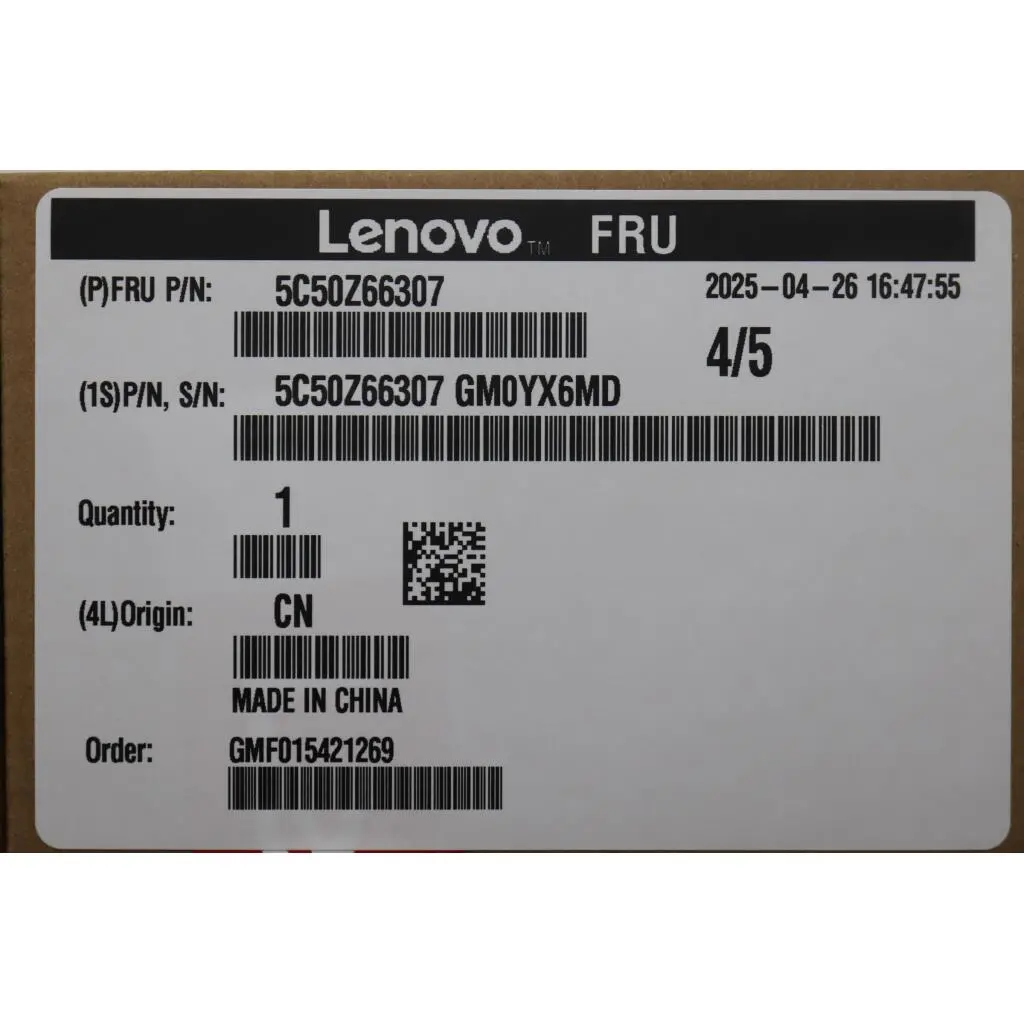 Lenovo™ FRU
(P)FRU P/N: 5C50Z66307 2025-04-26 16:47:55
4/5
(1S)P/N, S/N: 5C50Z66307 GM0YX6MD
Quantity: 1
(4L)Origin: CN
MADE IN CHINA
Order: GMF015421269